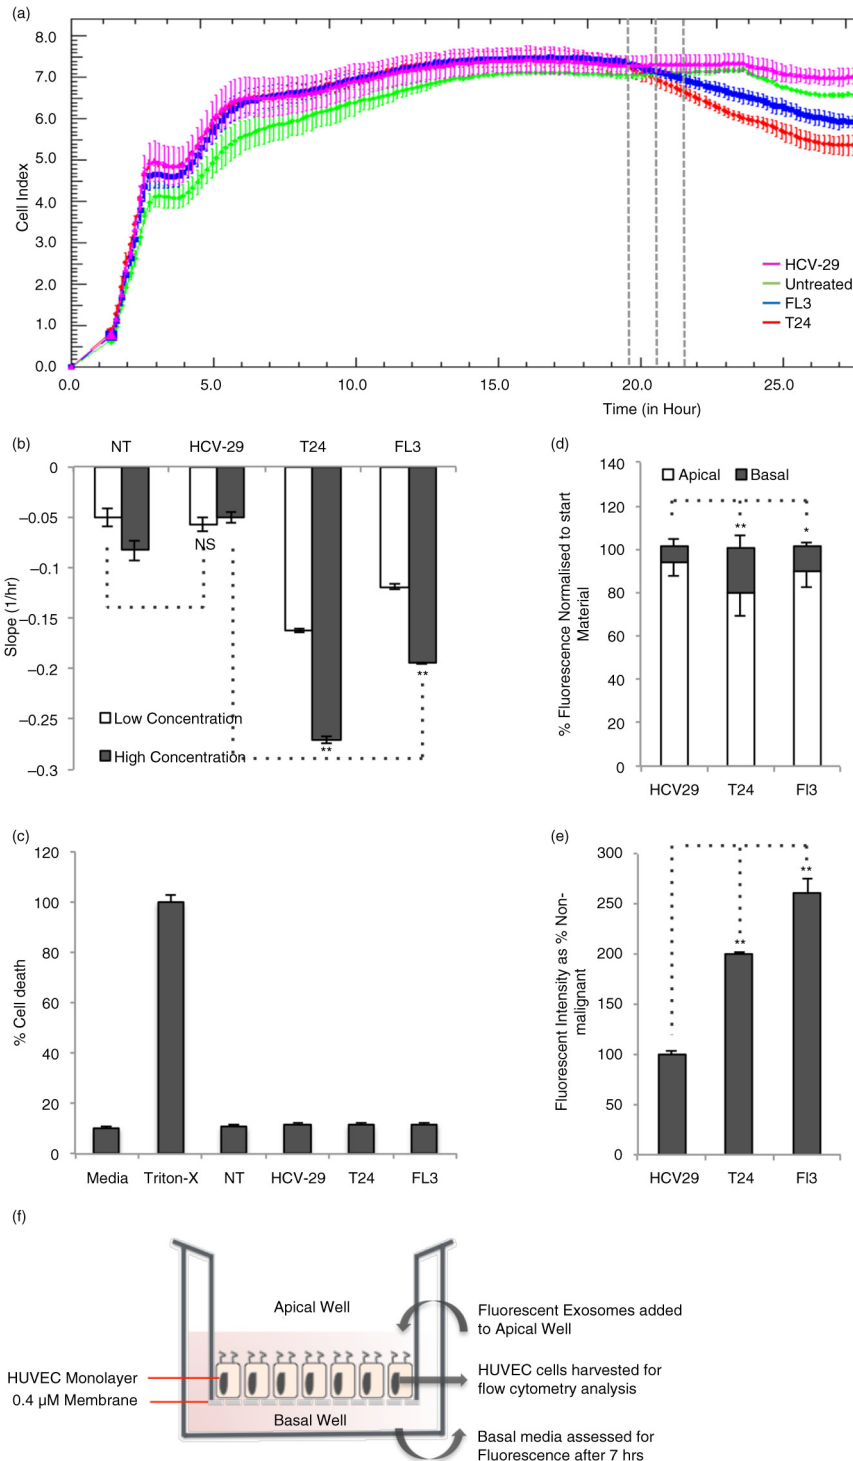 (a)
8.0
7.0
6.0
5.0
4.0
3.0
2.0
1.0
0.0
Cell Index
HCV-29
Untreated
FL3
T24
0.0 5.0 10.0 15.0 20.0 25.0
Time (in Hour)
(b)
NT HCV-29 T24 FL3
0
–0.05
–0.1
–0.15
–0.2
–0.25
–0.3
Slope (1/hr)
NS
**
**
Low Concentration
High Concentration
(d)
140
120
100
80
60
40
20
0
% Fluorescence Normalised to start
Material
Apical Basal
** *
HCV29 T24 Fl3
(c)
120
100
80
60
40
20
0
% Cell death
Media Triton-X NT HCV-29 T24 FL3
(e)
300
250
200
150
100
50
0
Fluorescent Intensity as % Non-
malignant
**
**
HCV29 T24 Fl3
(f)
Apical Well
Fluorescent Exosomes added
to Apical Well
HUVEC Monolayer
0.4 µM Membrane
HUVEC cells harvested for
flow cytometry analysis
Basal Well
Basal media assessed for
Fluorescence after 7 hrs